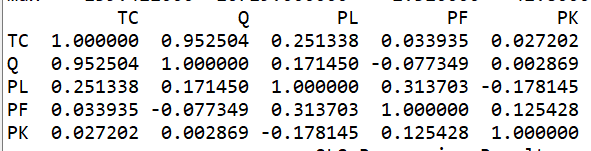 TC Q PL PF PK
TC 1.000000 0.952504 0.251338 0.033935 0.027202
Q 0.952504 1.000000 0.171450 -0.077349 0.002869
PL 0.251338 0.171450 1.000000 0.313703 -0.178145
PF 0.033935 -0.077349 0.313703 1.000000 0.125428
PK 0.027202 0.002869 -0.178145 0.125428 1.000000